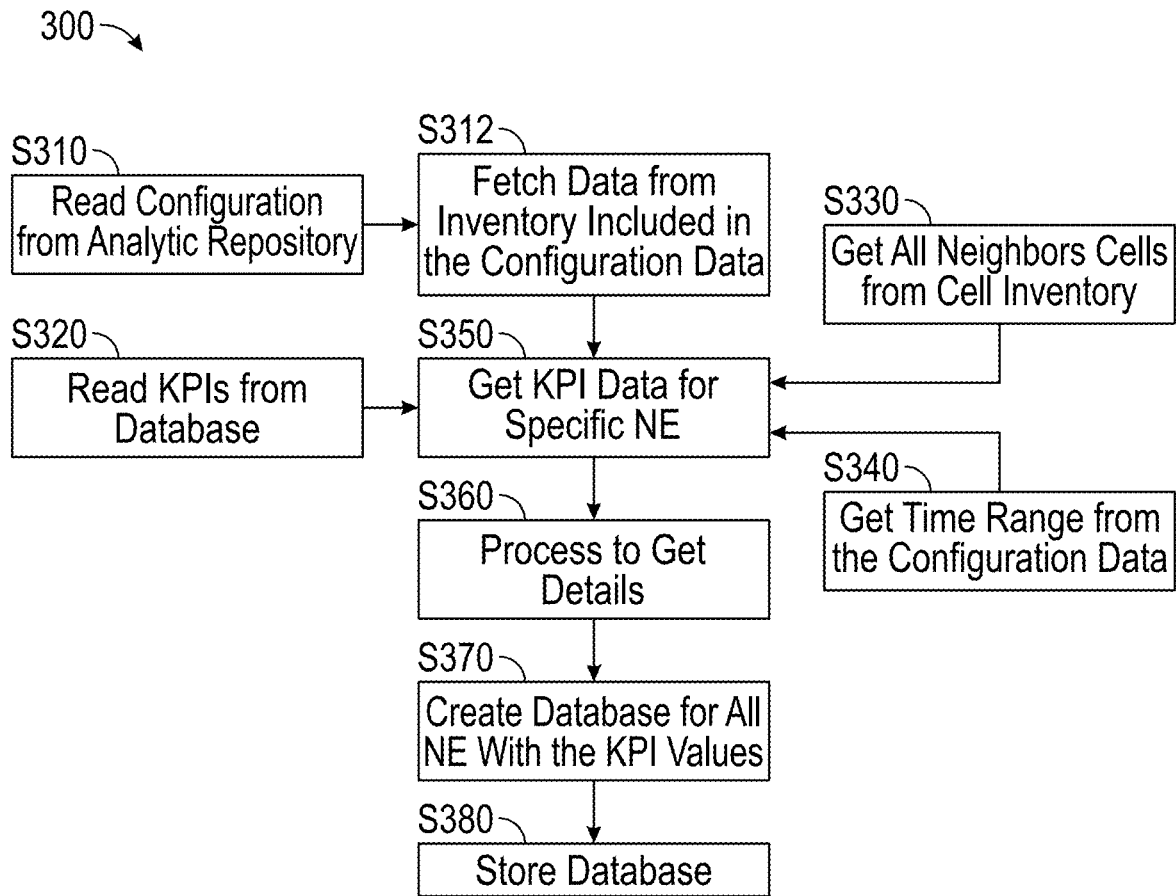 300
S310
Read Configuration
from Analytic Repository
S312
Fetch Data from
Inventory Included in
the Configuration Data
S330
Get All Neighbors Cells
from Cell Inventory
S320
Read KPIs from
Database
S350
Get KPI Data for
Specific NE
S340
Get Time Range from
the Configuration Data
S360
Process to Get
Details
S370
Create Database for All
NE With the KPI Values
S380
Store Database